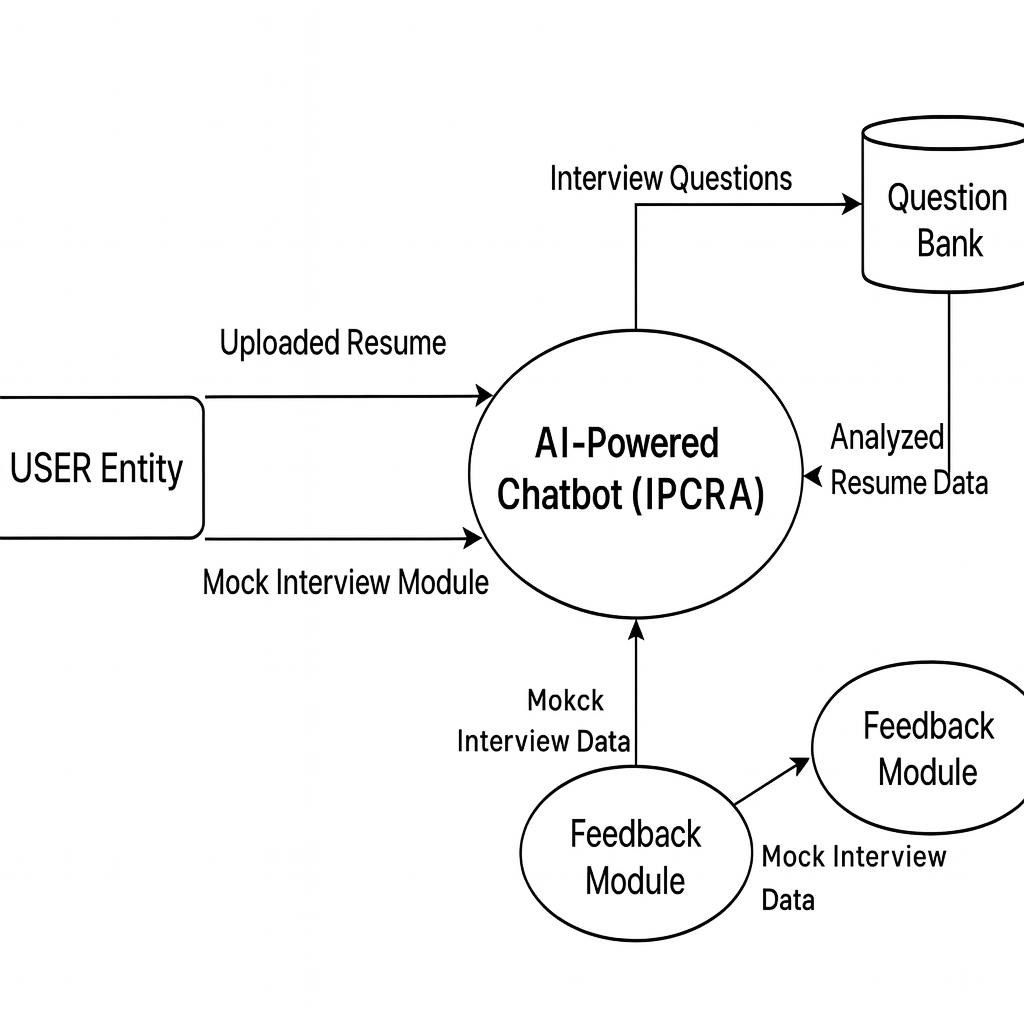 Interview Questions
Question
Bank
Uploaded Resume
USER Entity
AI-Powered
Chatbot (IPCRA)
Analyzed
Resume Data
Mock Interview Module
Mokck
Interview Data
Feedback
Module
Feedback
Module
Mock Interview
Data